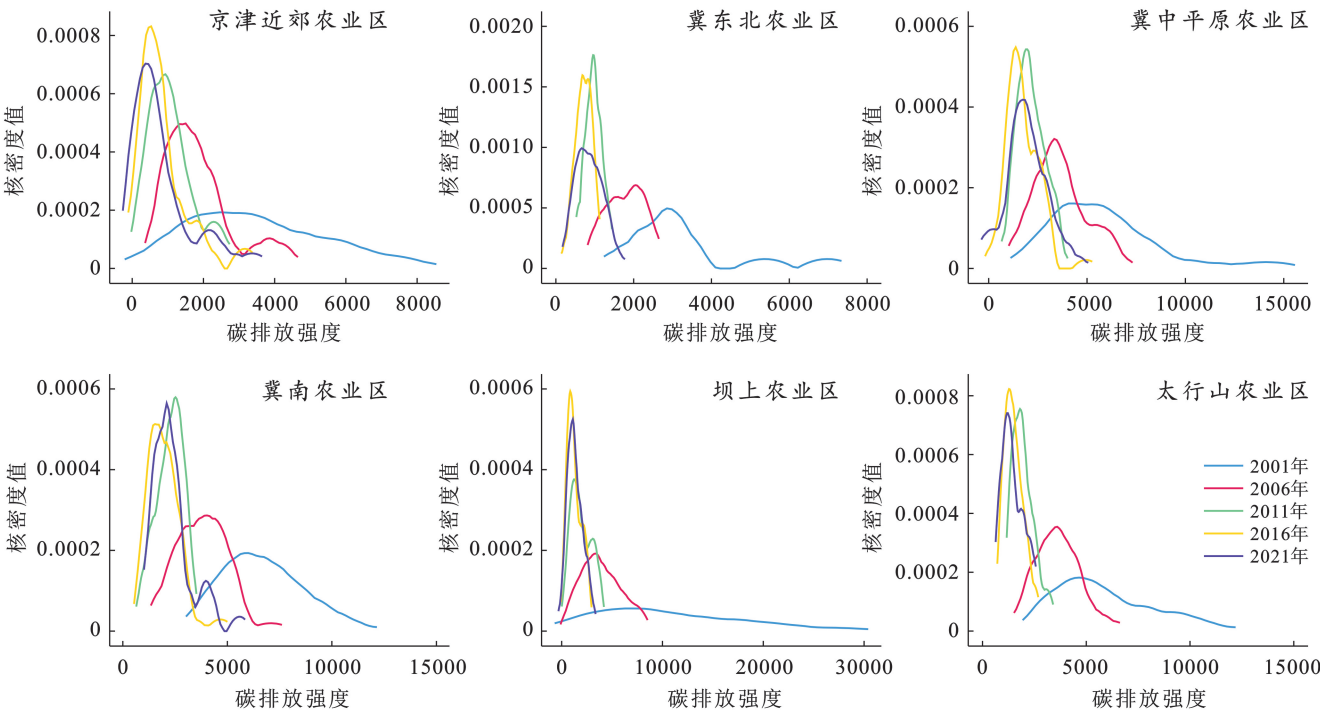 京津近郊农业区
核密度值
0.0008
0.0006
0.0004
0.0002
0
0
2000
4000
6000
8000
碳排放强度
冀东北农业区
核密度值
0.0020
0.0015
0.0010
0.0005
0
0
2000
4000
6000
8000
碳排放强度
冀中平原农业区
核密度值
0.0006
0.0004
0.0002
0
0
5000
10000
15000
碳排放强度
冀南农业区
核密度值
0.0006
0.0004
0.0002
0
0
5000
10000
15000
碳排放强度
坝上农业区
核密度值
0.0006
0.0004
0.0002
0
0
10000
20000
30000
碳排放强度
太行山农业区
核密度值
0.0008
0.0006
0.0004
0.0002
0
0
5000
10000
15000
碳排放强度
2001年
2006年
2011年
2016年
2021年